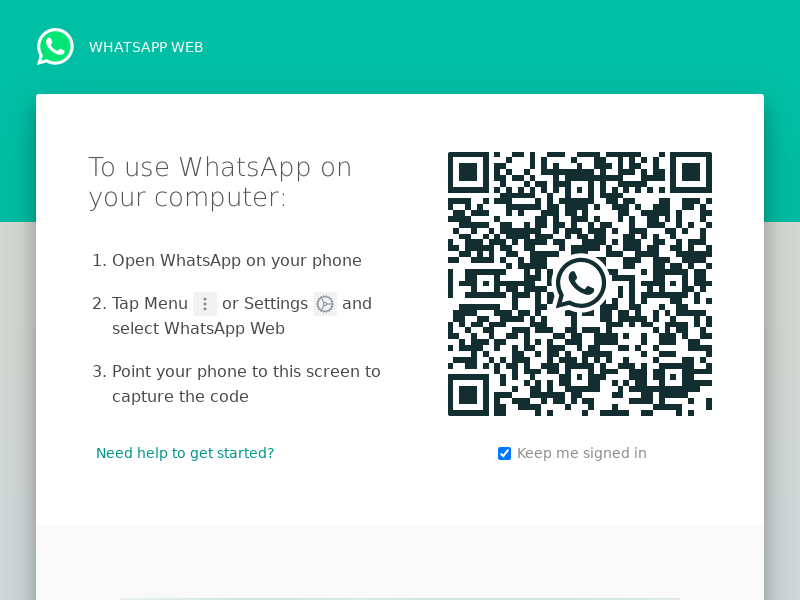 WHATSAPP WEB
To use WhatsApp on
your computer:
1. Open WhatsApp on your phone
2. Tap Menu or Settings and
select WhatsApp Web
3. Point your phone to this screen to
capture the code
Need help to get started?
Keep me signed in